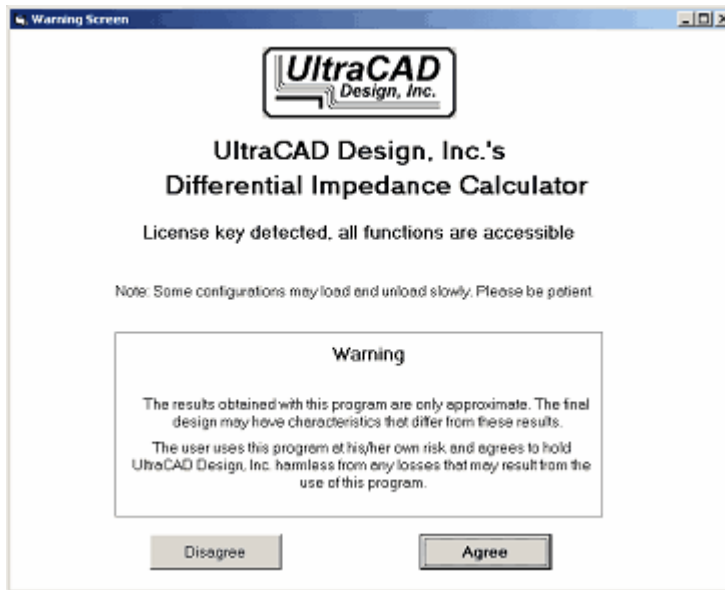 Warning Screen
UltraCAD
Design, Inc.
UltraCAD Design, Inc.'s
Differential Impedance Calculator
License key detected, all functions are accessible
Note: Some configurations may load and unload slowly. Please be patient
Warning
The results obtained with this program are only approximate. The final
design may have characteristics that differ from these results.
The user uses this program at his/her own risk and agrees to hold
UltraCAD Design, Inc. harmless from any losses that may result from the
use of this program.
Disagree
Agree